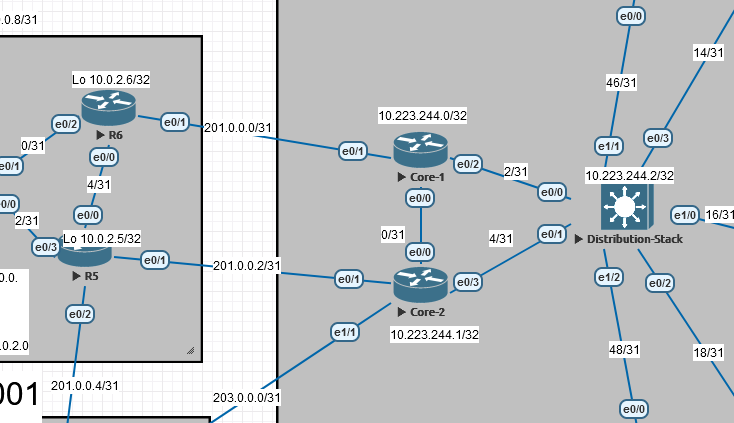 0.0.8/31
e0/0
14/31
46/31
Lo 10.0.2.6/32
10.223.244.0/32
e0/2
e0/1
R6
201.0.0.0/31
e0/3
0/31
e0/1
e0/0
e0/1
Core-1
e0/2
2/31
e1/1
10.223.244.2/32
4/31
e0/0
e0/0
2/31
e0/0
e0/0
e1/0
16/31
Lo 10.0.2.5/32
e0/3
0/31
4/31
e0/1
Distribution-Stack
R5
e0/1
201.0.0.2/31
e0/0
e0/1
e0/3
e1/2
e0/2
0.0.
Core-2
e0/2
10.223.244.1/32
e1/1
0.2.0
48/31
18/31
001
201.0.0.4/31
203.0.0.0/31
e0/0